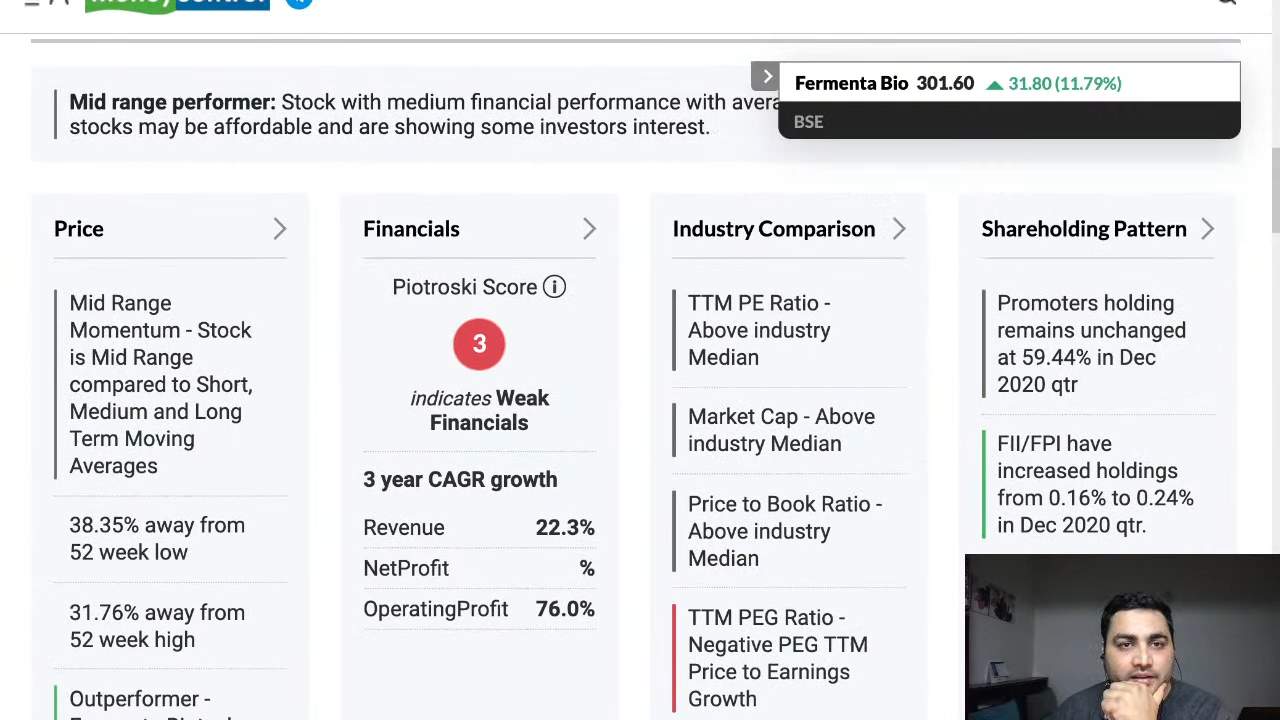 Fermenta Bio 301.60 31.80 (11.79%)
BSE
Mid range performer: Stock with medium financial performance with
stocks may be affordable and are showing some investors interest.
Price
Mid Range
Momentum - Stock
is Mid Range
compared to Short,
Medium and Long
Term Moving
Averages
38.35% away from
52 week low
31.76% away from
52 week high
Outperformer -
Financials
Piotroski Score
3
indicates Weak
Financials
3 year CAGR growth
Revenue 22.3%
NetProfit %
OperatingProfit 76.0%
Industry Comparison
TTM PE Ratio -
Above industry
Median
Market Cap - Above
industry Median
Price to Book Ratio -
Above industry
Median
TTM PEG Ratio -
Negative PEG TTM
Price to Earnings
Growth
Shareholding Pattern
Promoters holding
remains unchanged
at 59.44% in Dec
2020 qtr
FII/FPI have
increased holdings
from 0.16% to 0.24%
in Dec 2020 qtr.